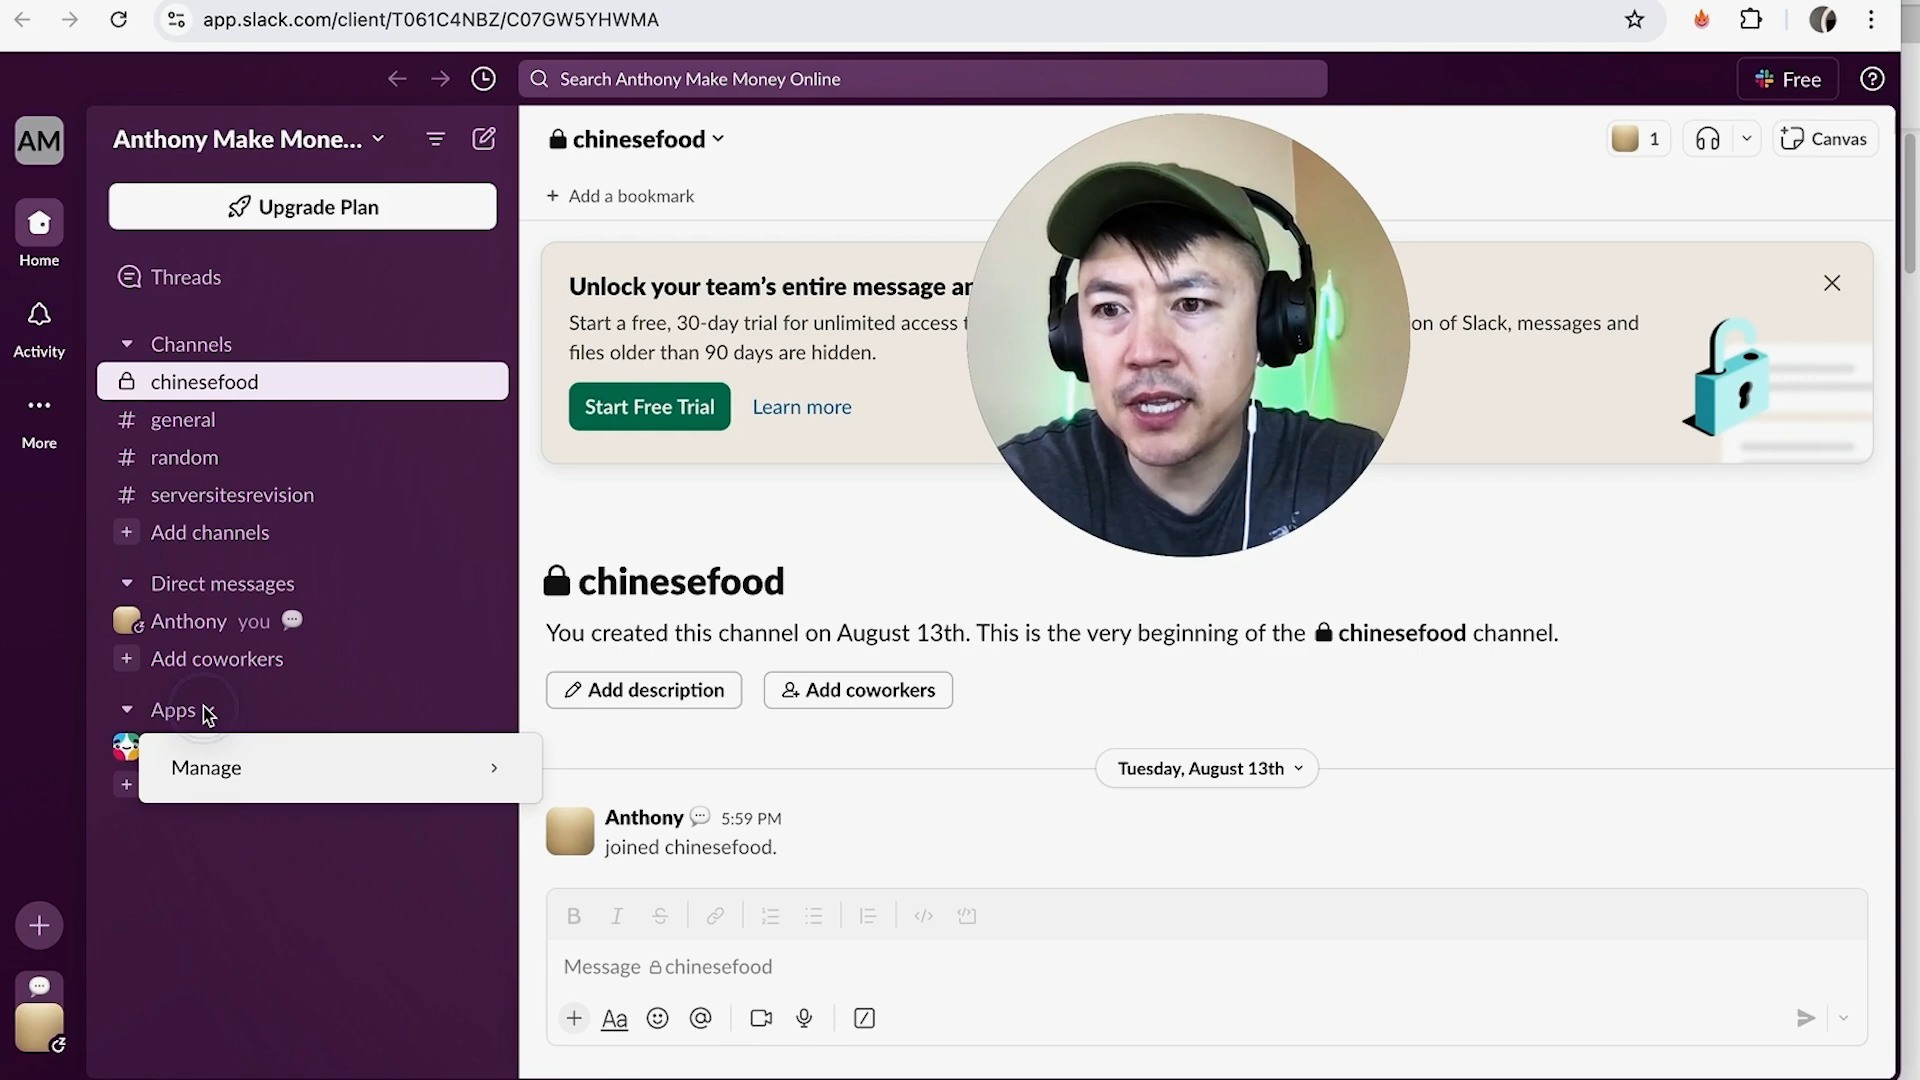 app.slack.com/client/T061C4NBZ/C07GW5YHWMA
Search Anthony Make Money Online
Free
AM
Home
Activity
More
Anthony Make Mone...
Upgrade Plan
Threads
Channels
chinesefood
general
random
serversitesrevision
Add channels
Direct messages
Anthony you
Add coworkers
Apps
Manage
chinesefood
1
Canvas
Add a bookmark
Unlock your team's entire message
Start a free, 30-day trial for unlimited access on of Slack, messages and
files older than 90 days are hidden.
Start Free Trial
Learn more
chinesefood
You created this channel on August 13th. This is the very beginning of the chinesefood channel.
Add description
Add coworkers
Tuesday, August 13th
Anthony 5:59 PM
joined chinesefood.
Message chinesefood
Aa